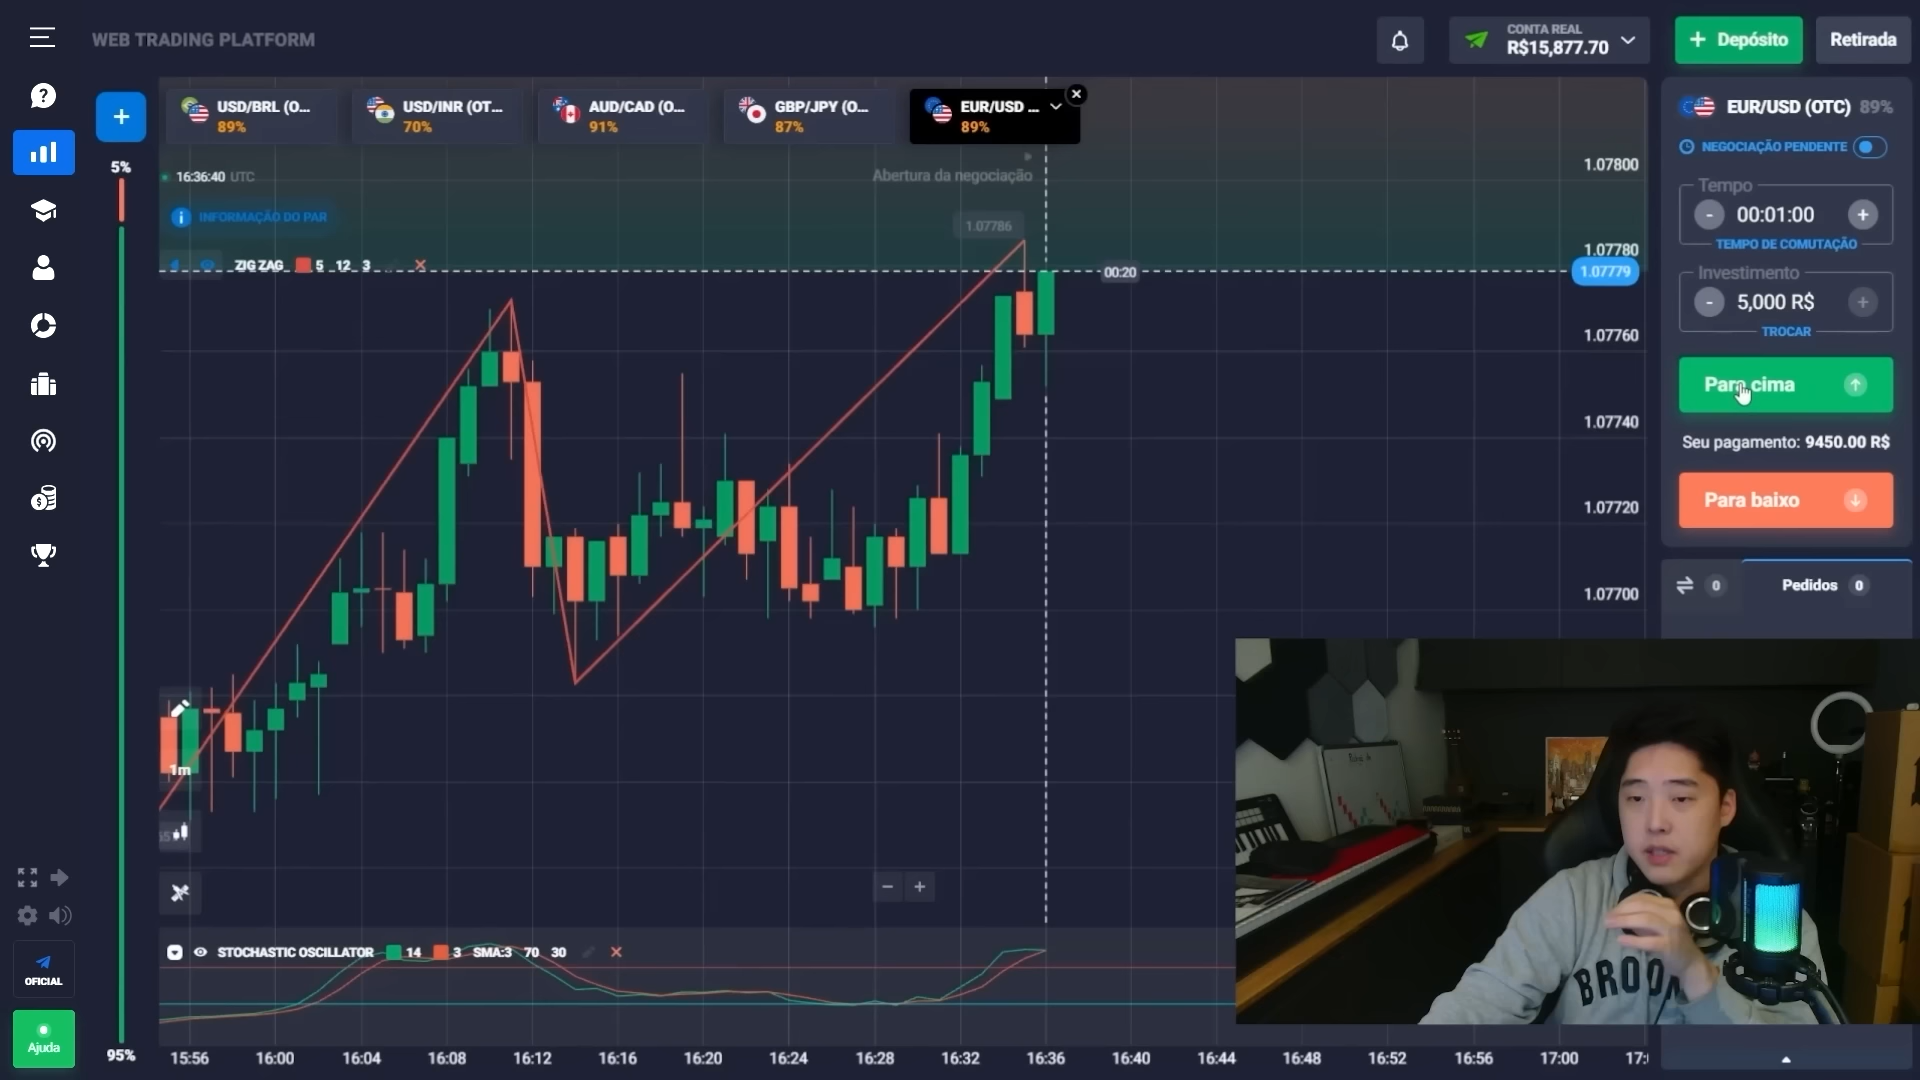 WEB TRADING PLATFORM
CONTA REAL
R$15,877.70
+ Depósito
Retirada
USD/BRL (O...
89%
USD/INR (OT...
70%
AUD/CAD (O...
91%
GBP/JPY (O...
87%
EUR/USD ...
89%
EUR/USD (OTC) 89%
NEGOCIAÇÃO PENDENTE
5%
16:36:40 UTC
Abertura da negociação
INFORMAÇÃO DO PAR
1.07786
ZIG ZAG 5 12 3
00:20
1.07800
1.07780
1.07779
1.07760
1.07740
1.07720
1.07700
Tempo
- 00:01:00 +
TEMPO DE COMUTAÇÃO
Investimento
- 5,000 R$ +
TROCAR
Para cima
Seu pagamento: 9450.00 R$
Para baixo
0
Pedidos 0
1m
- +
STOCHASTIC OSCILLATOR 14 3 SMA:3 70 30
OFICIAL
Ajuda
95%
15:56 16:00 16:04 16:08 16:12 16:16 16:20 16:24 16:28 16:32 16:36 16:40 16:44 16:48 16:52 16:56 17:00 17: